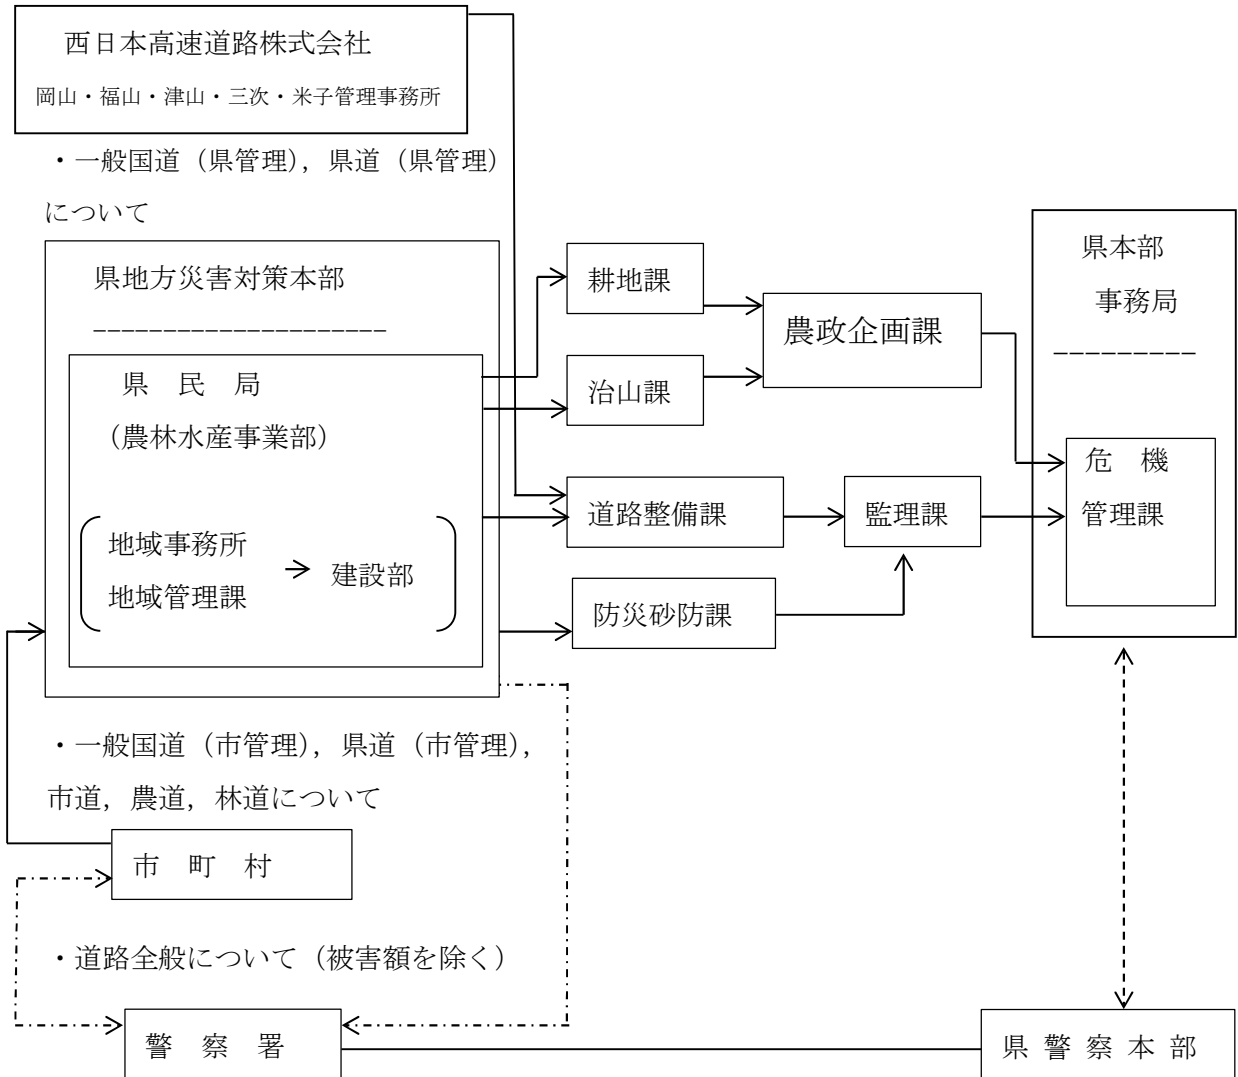 西日本高速道路株式会社
岡山・福山・津山・三次・米子管理事務所
・一般国道（県管理），県道（県管理）
について
県地方災害対策本部
県　民　局
（農林水産事業部）
地域事務所
地域管理課
建設部
耕地課
治山課
農政企画課
道路整備課
監理課
防災砂防課
県本部
事務局
危　機
管理課
・一般国道（市管理），県道（市管理），
市道，農道，林道について
市　町　村
・道路全般について（被害額を除く）
警　察　署
県 警 察 本 部